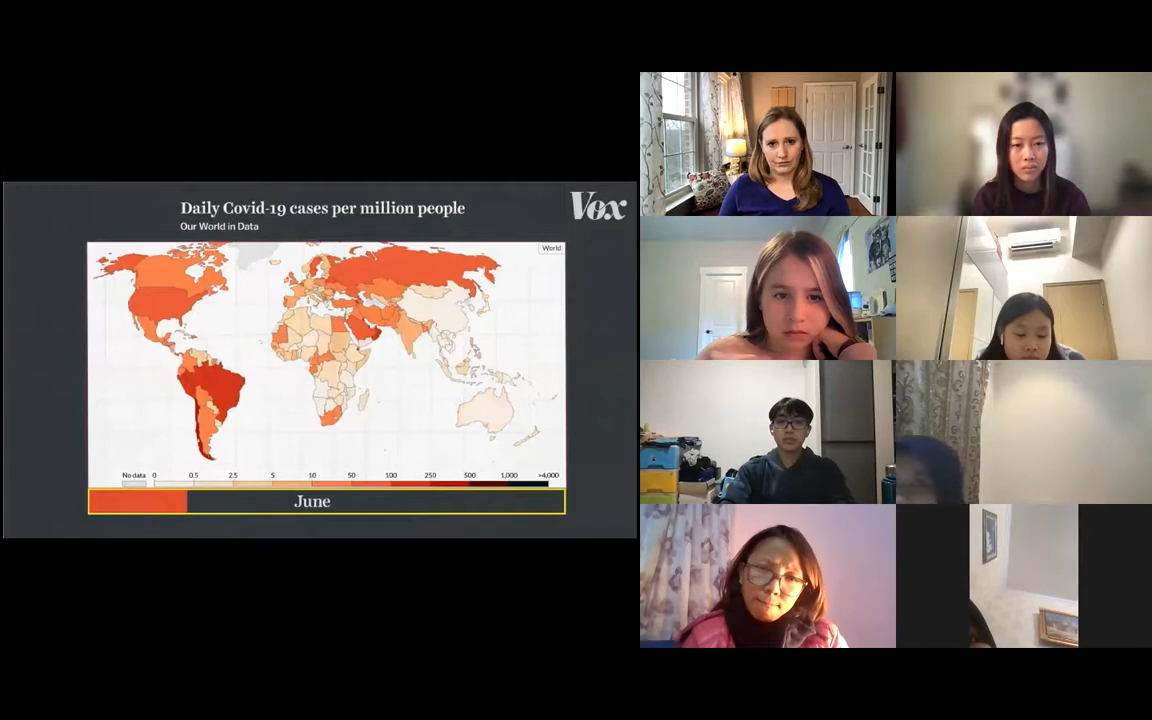 Daily Covid-19 cases per million people
Vox
Our World in Data
World
No data 0 0.5 2.5 5 10 50 100 250 500 1,000 >4,000
June